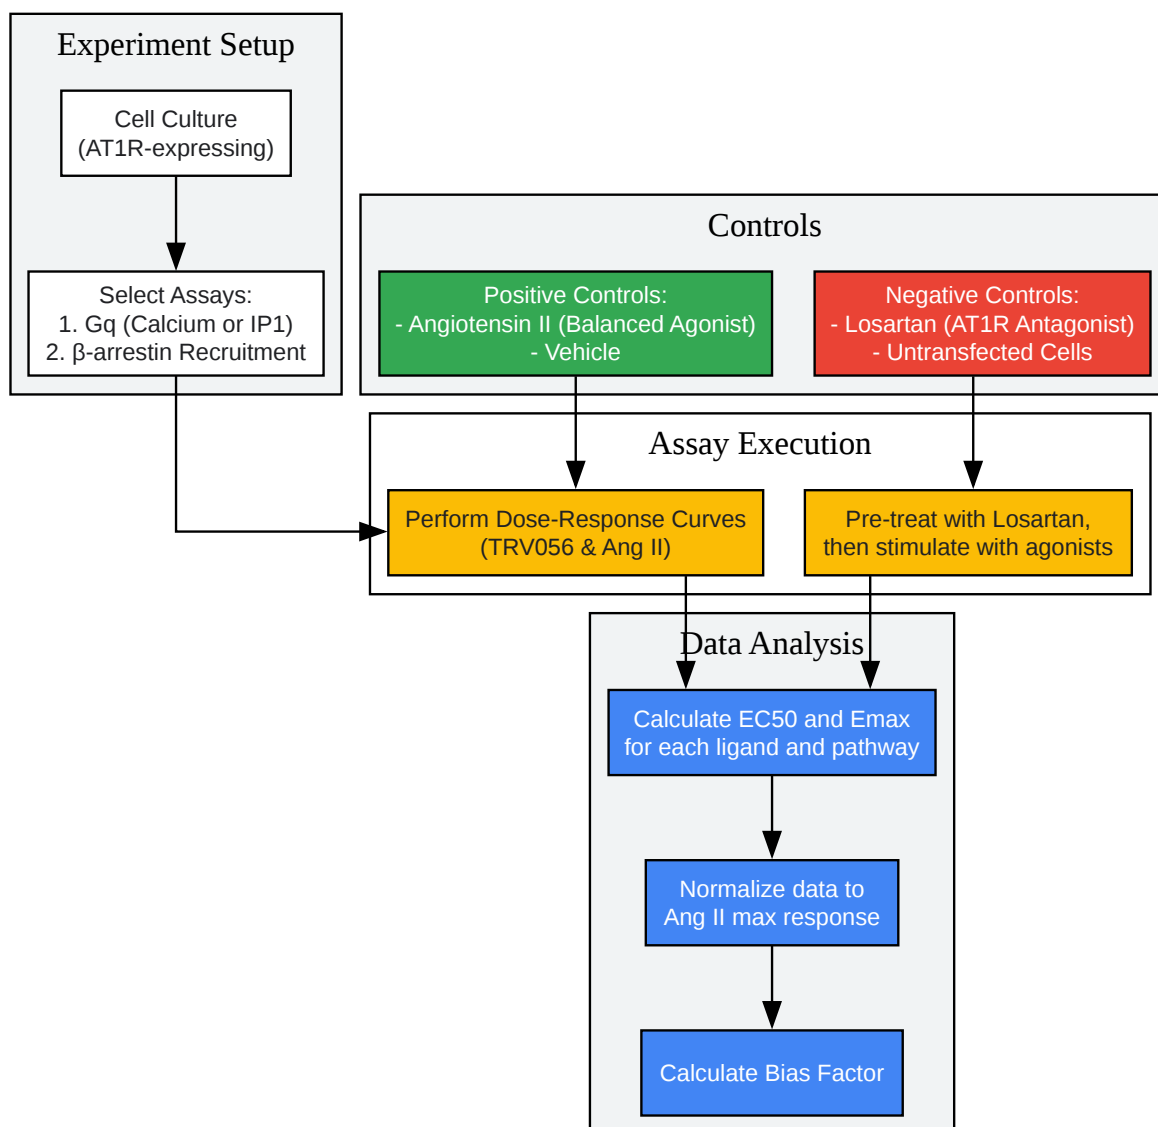 Experiment Setup
Cell Culture
(AT1R-expressing)
Select Assays:
1. Gq (Calcium or IP1)
2. β-arrestin Recruitment
Controls
Positive Controls:
- Angiotensin II (Balanced Agonist)
- Vehicle
Negative Controls:
- Losartan (AT1R Antagonist)
- Untransfected Cells
Assay Execution
Perform Dose-Response Curves
(TRV056 & Ang II)
Pre-treat with Losartan,
then stimulate with agonists
Data Analysis
Calculate EC50 and Emax
for each ligand and pathway
Normalize data to
Ang II max response
Calculate Bias Factor